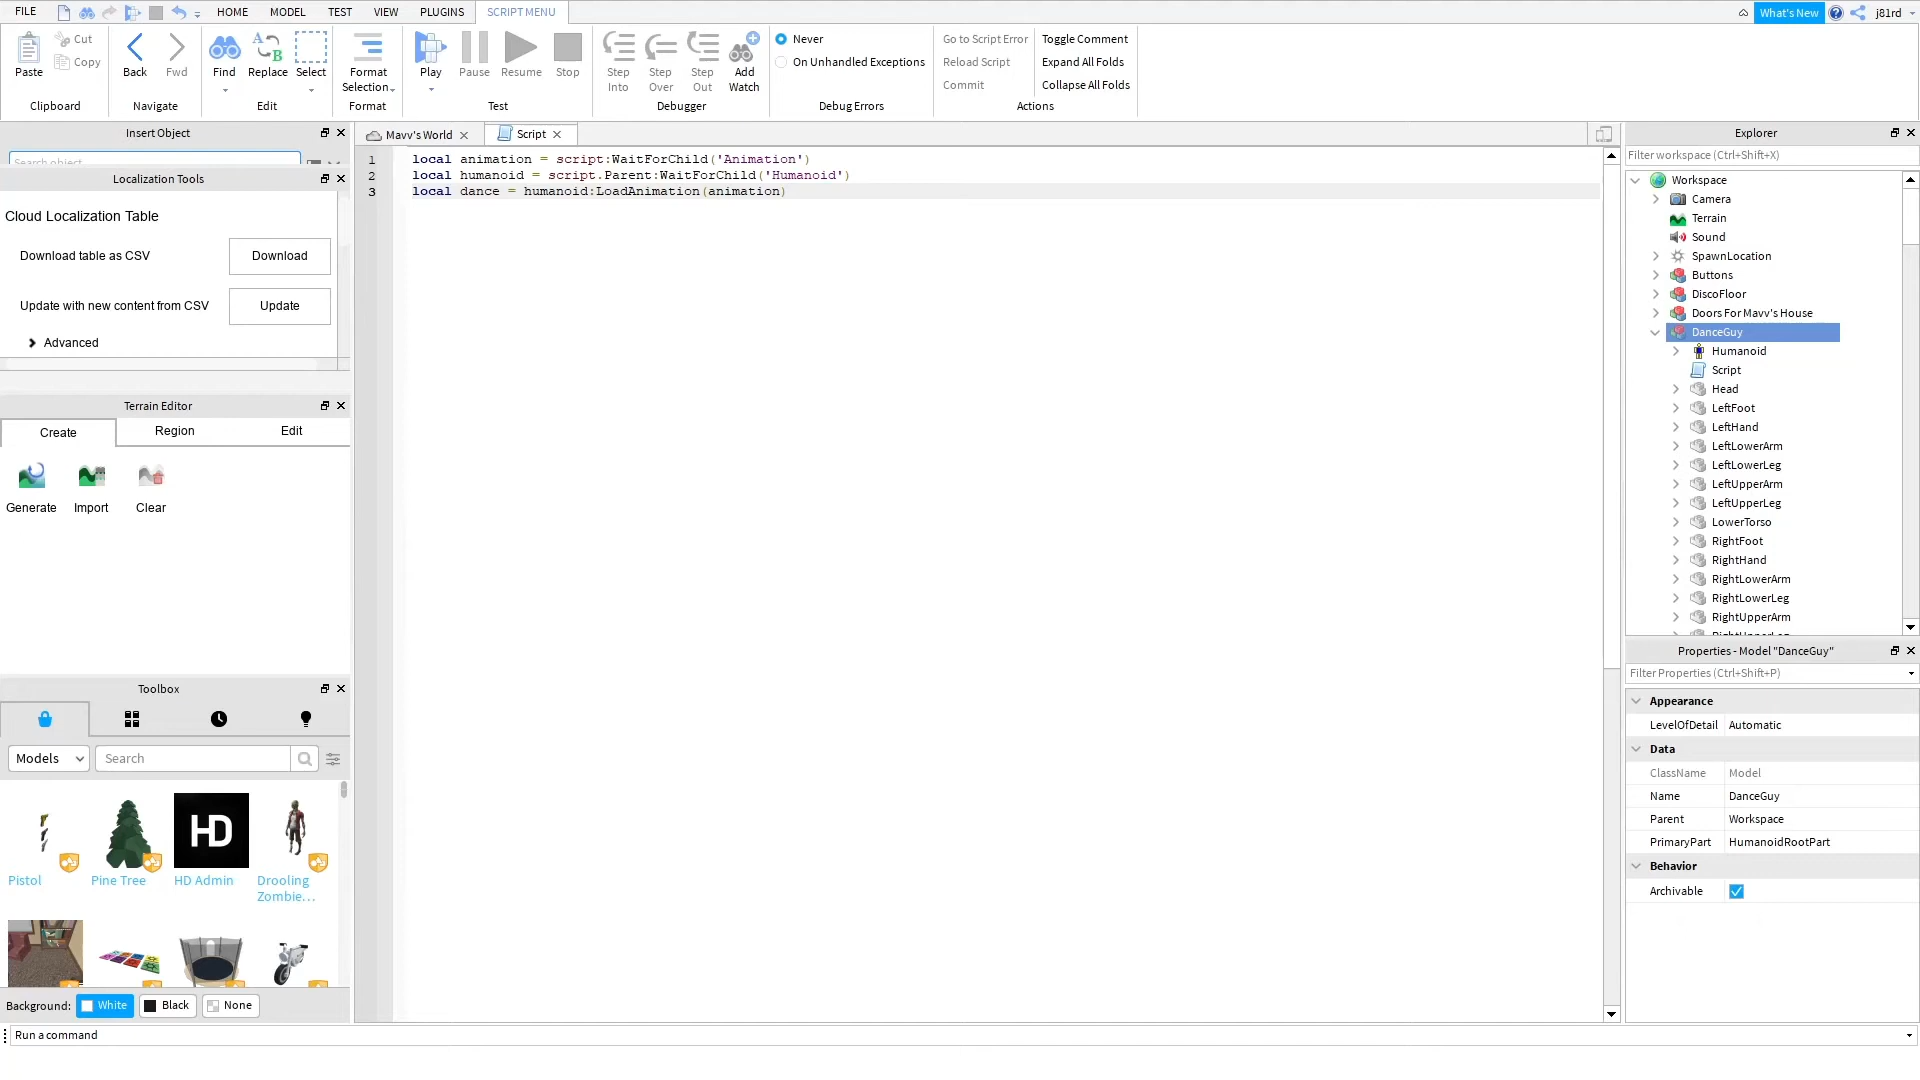 FILE
HOME
MODEL
TEST
VIEW
PLUGINS
SCRIPT MENU
What's New
j81rd
Paste
Cut
Copy
Clipboard
Back
Fwd
Navigate
Find
Replace
Select
Edit
Format
Selection
Format
Play
Pause
Resume
Stop
Test
Step
Into
Step
Over
Step
Out
Add
Watch
Debugger
Never
On Unhandled Exceptions
Debug Errors
Go to Script Error
Reload Script
Commit
Toggle Comment
Expand All Folds
Collapse All Folds
Actions
Insert Object
Search object
Localization Tools
Cloud Localization Table
Download table as CSV
Download
Update with new content from CSV
Update
Advanced
Terrain Editor
Create
Region
Edit
Generate
Import
Clear
Toolbox
Models
Search
HD
Pistol
Pine Tree
HD Admin
Drooling
Zombie...
Background:
White
Black
None
Run a command
Mavv's World
Script
1 local animation = script:WaitForChild('Animation')
2 local humanoid = script.Parent:WaitForChild('Humanoid')
3 local dance = humanoid:LoadAnimation(animation)
Explorer
Filter workspace (Ctrl+Shift+X)
Workspace
Camera
Terrain
Sound
SpawnLocation
Buttons
DiscoFloor
Doors For Mavv's House
DanceGuy
Humanoid
Script
Head
LeftFoot
LeftHand
LeftLowerArm
LeftLowerLeg
LeftUpperArm
LeftUpperLeg
LowerTorso
RightFoot
RightHand
RightLowerArm
RightLowerLeg
RightUpperArm
Properties - Model "DanceGuy"
Filter Properties (Ctrl+Shift+P)
Appearance
LevelOfDetail Automatic
Data
ClassName Model
Name DanceGuy
Parent Workspace
PrimaryPart HumanoidRootPart
Behavior
Archivable